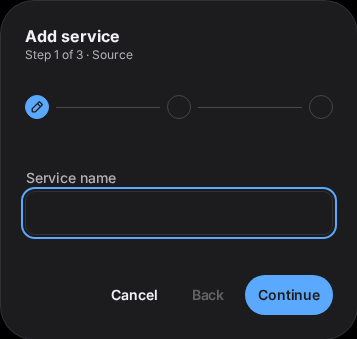 Add service
Step 1 of 3 · Source
Service name
Cancel
Back
Continue